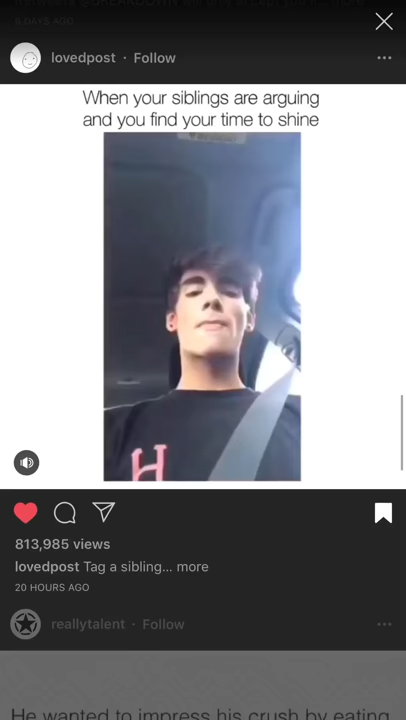 5 DAYS AGO
lovedpost · Follow
When your siblings are arguing
and you find your time to shine
H
813,985 views
lovedpost Tag a sibling... more
20 HOURS AGO
reallytalent · Follow
He wanted to impress his crush by eating